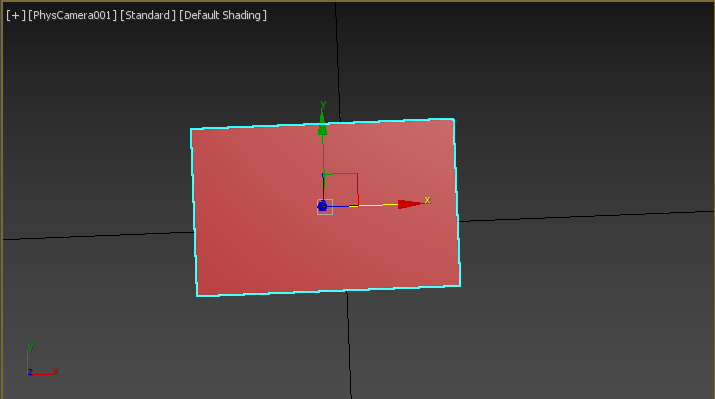 [+] [PhysCamera001] [Standard] [Default Shading]
y
x
y
z x